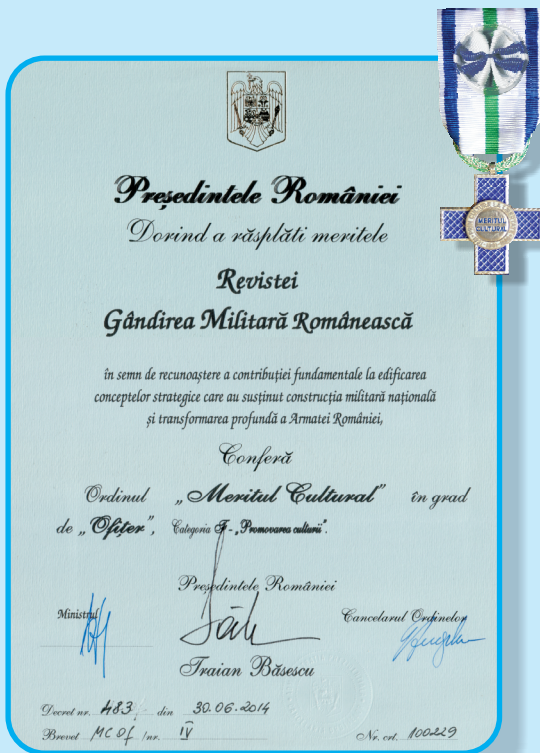 MERITUL
CULTURAL
Președintele României
Dorind a răsplăti meritele
Revistei
Gândirea Militară Românească
în semn de recunoaștere a contribuției fundamentale la edificarea
conceptelor strategice care au susținut construcția militară națională
și transformarea profundă a Armatei României,
Conferă
Ordinul „Meritul Cultural” în grad
de „Ofițer”, Categoria F - „Promovarea culturii”.
Președintele României
Ministru Cancelarul Ordinelor
Traian Băsescu
Decret nr. 483 din 30.06.2014
Brevet MC Of /nr. IV Nr. crt. 100229